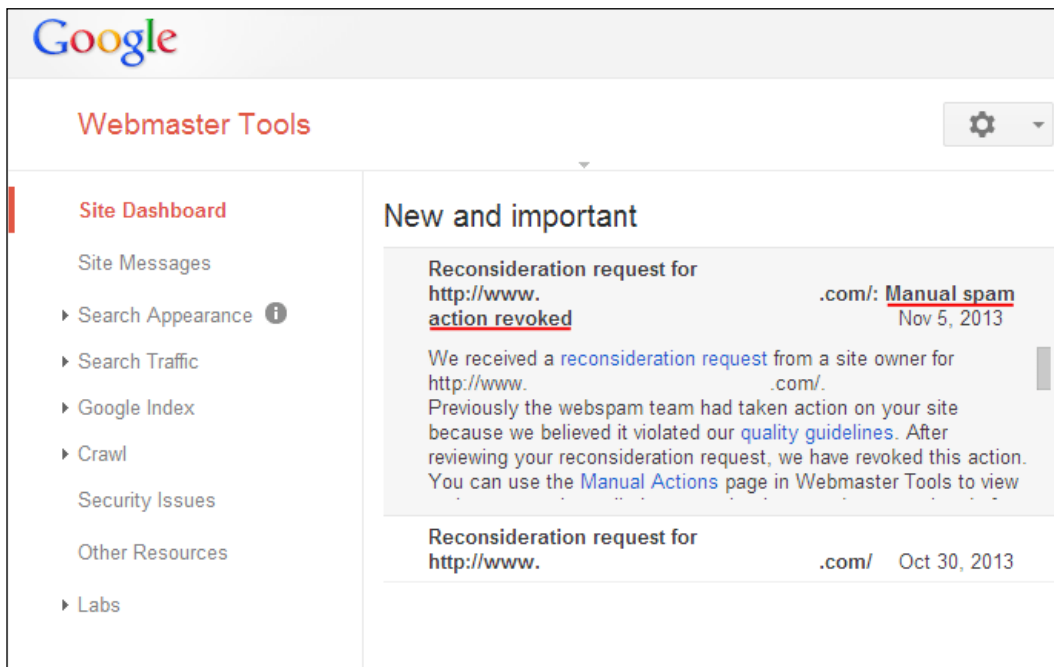 Google
Webmaster Tools
Site Dashboard
Site Messages
Search Appearance
Search Traffic
Google Index
Crawl
Security Issues
Other Resources
Labs
New and important
Reconsideration request for
http://www. .com/: Manual spam
action revoked Nov 5, 2013
We received a reconsideration request from a site owner for
http://www. .com/.
Previously the webspam team had taken action on your site
because we believed it violated our quality guidelines. After
reviewing your reconsideration request, we have revoked this action.
You can use the Manual Actions page in Webmaster Tools to view
Reconsideration request for
http://www. .com/ Oct 30, 2013